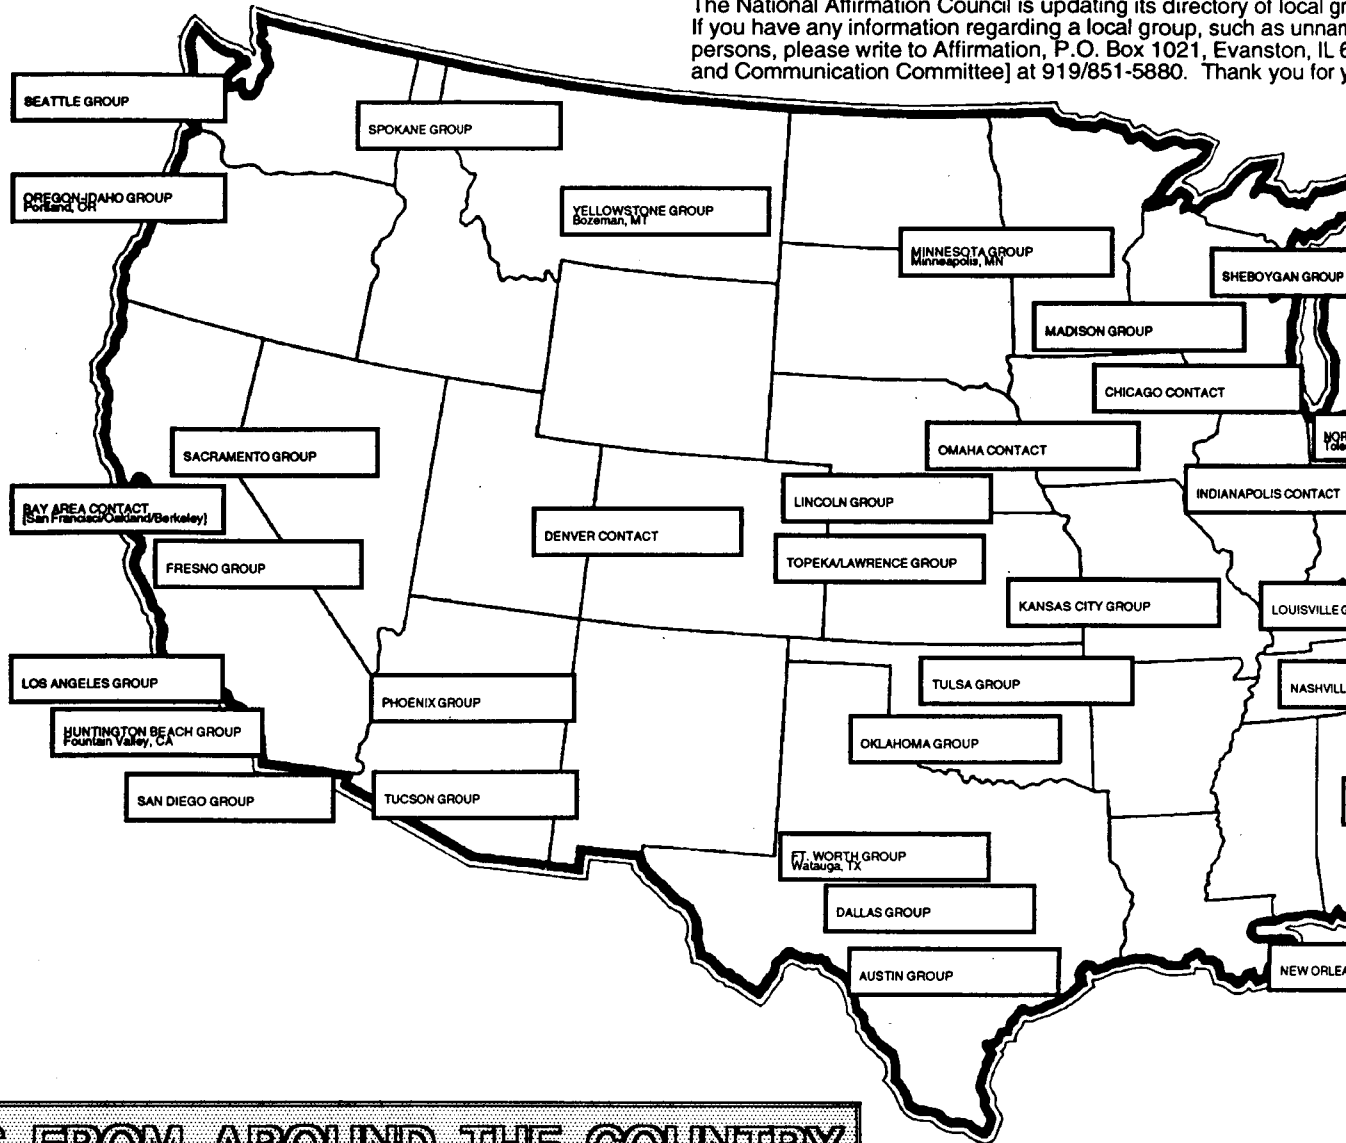 The National Affirmation Council is updating its directory of local
If you have any information regarding a local group, such as
persons, please write to Affirmation, P.O. Box 1021, Evanston, IL
and Communication Committee] at 919/851-5880. Thank you for
SEATTLE GROUP
SPOKANE GROUP
OREGON-IDAHO GROUP
Portland, OR
YELLOWSTONE GROUP
Bozeman, MT
MINNESOTA GROUP
Minneapolis, MN
SHEBOYGAN GROUP
MADISON GROUP
CHICAGO CONTACT
NOR
Tole
SACRAMENTO GROUP
OMAHA CONTACT
BAY AREA CONTACT
[San Francisci/Oakland/Berkeley]
LINCOLN GROUP
INDIANAPOLIS CONTACT
DENVER CONTACT
FRESNO GROUP
TOPEKA/LAWRENCE GROUP
KANSAS CITY GROUP
LOUISVILLE
LOS ANGELES GROUP
PHOENIX GROUP
TULSA GROUP
NASHVILL
HUNTINGTON BEACH GROUP
Fountain Valley, CA
OKLAHOMA GROUP
SAN DIEGO GROUP
TUCSON GROUP
FT. WORTH GROUP
Watauga, TX
DALLAS GROUP
AUSTIN GROUP
NEW ORLEA
FROM AROUND THE COUNTRY